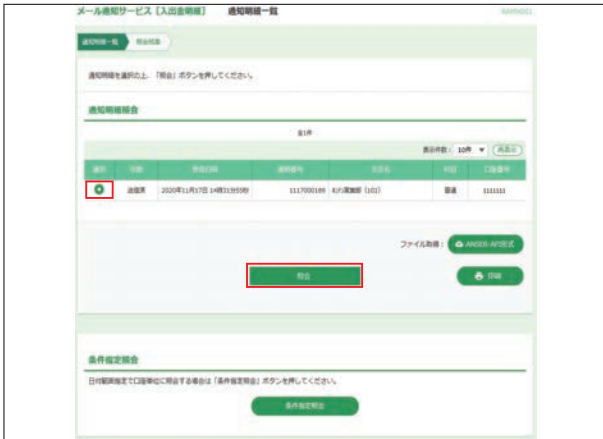 メール通知サービス［入出金明細］ 通知明細一覧
通知明細一覧 照会結果
通知明細を選択の上、「照会」ボタンを押してください。
通知明細照会
全1件
表示件数： 10件 再表示
選択 状態 受信日時 通知番号 支店名 科目 口座番号
送信済 2020年11月17日 14時31分59秒 1117000169 普通 1111111
ファイル取得： ANSER-API形式
照会 印刷
条件指定照会
日付範囲指定で口座単位に照会する場合は「条件指定照会」ボタンを押してください。
条件指定照会